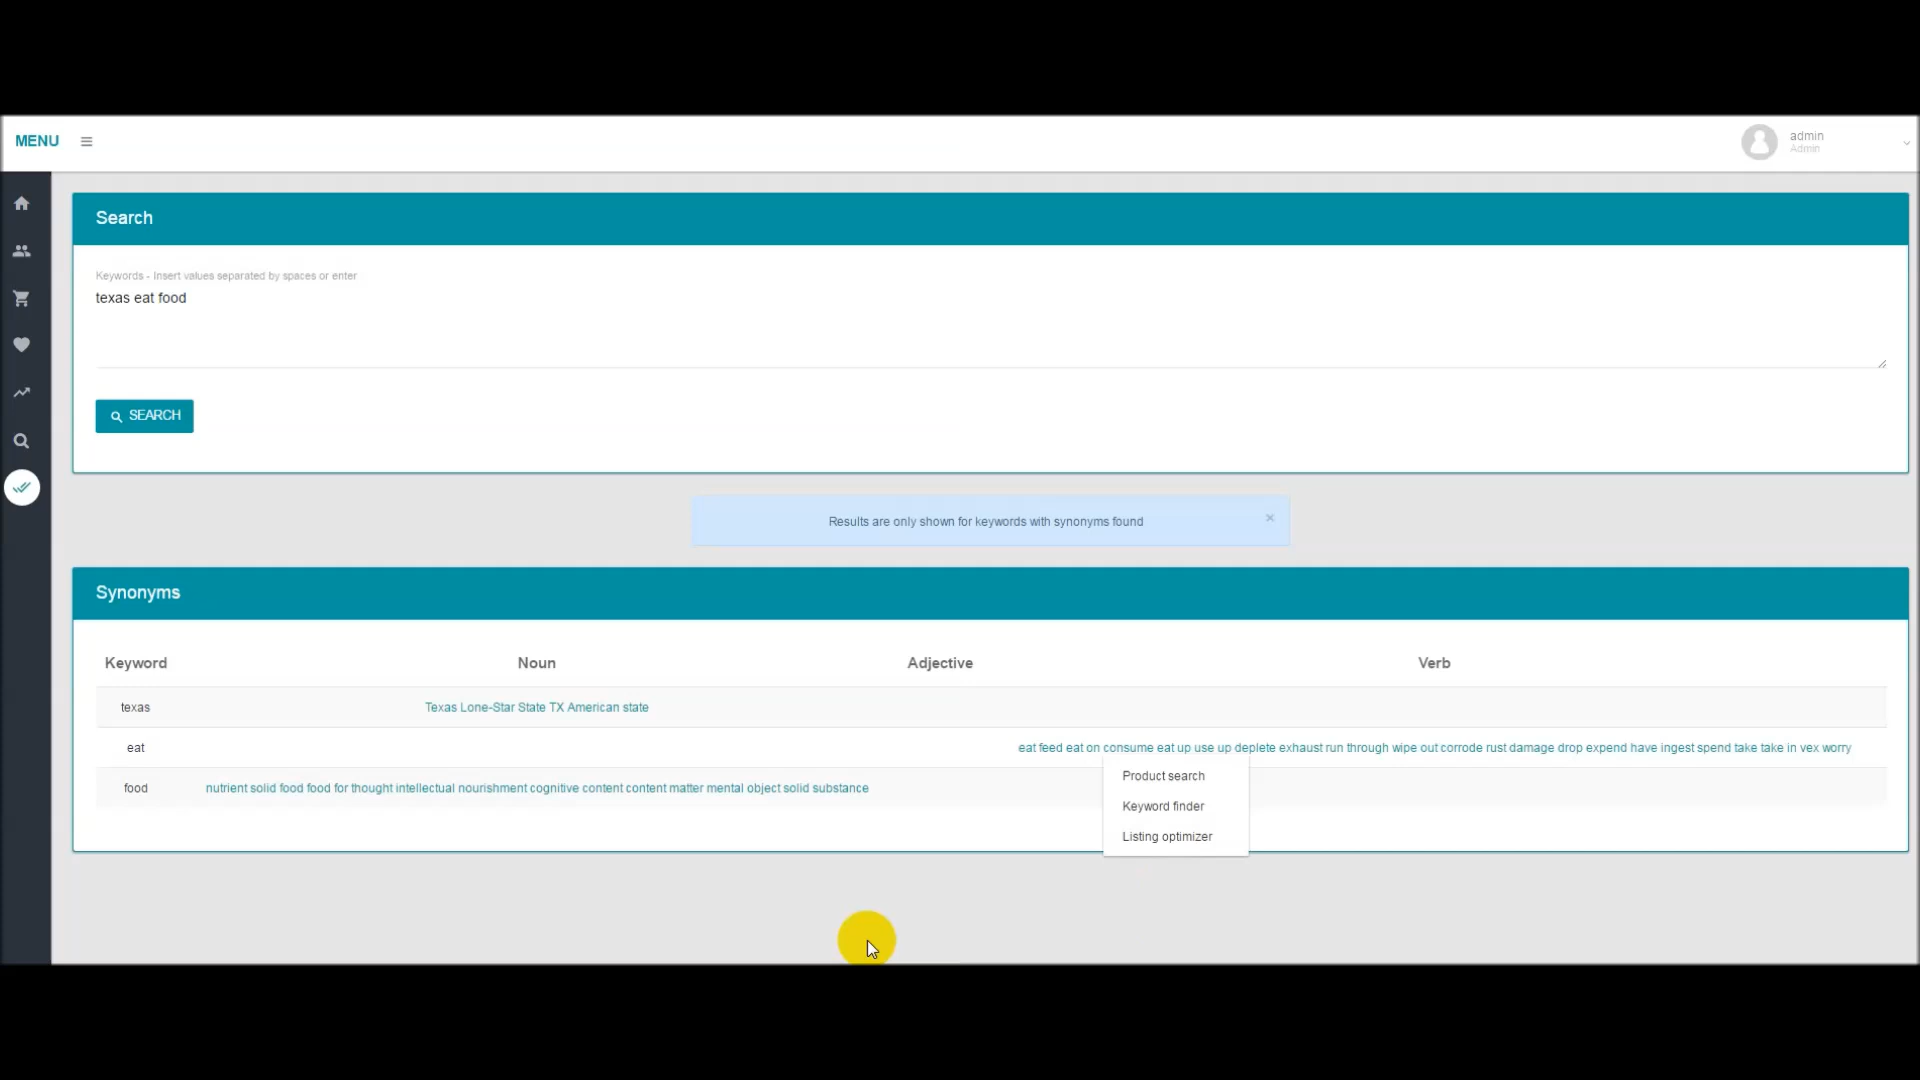 MENU
admin
Admin
Search
Keywords - Insert values separated by spaces or enter
texas eat food
SEARCH
Results are only shown for keywords with synonyms found
×
Synonyms
Keyword Noun Adjective Verb
texas Texas Lone-Star State TX American state
eat eat feed eat on consume eat up use up deplete exhaust run through wipe out corrode rust damage drop expend have ingest spend take take in vex worry
Product search
food nutrient solid food food for thought intellectual nourishment cognitive content content matter mental object solid substance
Keyword finder
Listing optimizer